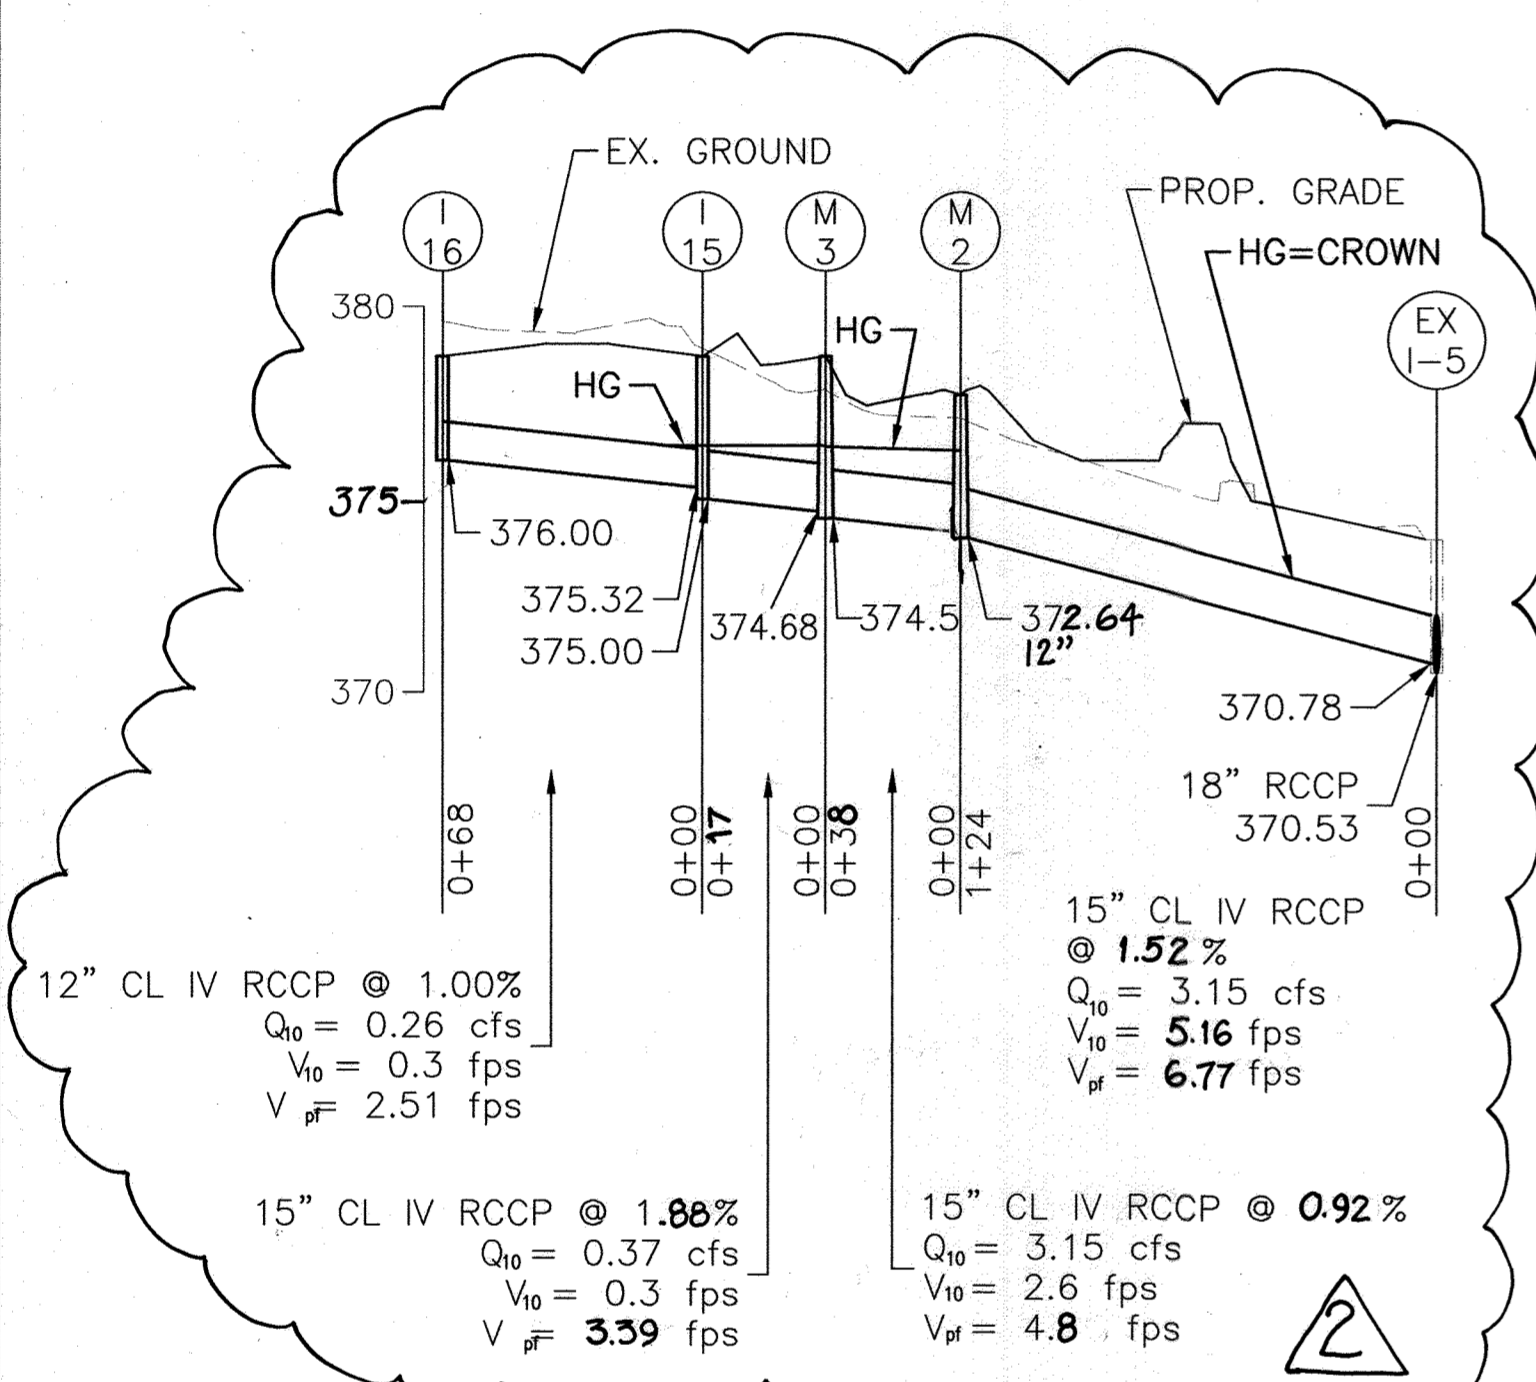 EX. GROUND
PROP. GRADE
HG=CROWN
I
16
I
15
M
3
M
2
EX
I-5
380
375
370
HG
HG
376.00
375.32
375.00
374.68
374.5
372.64
12"
370.78
18" RCCP
370.53
0+68
0+00
0+17
0+00
0+38
0+00
1+24
0+00
12" CL IV RCCP @ 1.00%
Q10 = 0.26 cfs
V10 = 0.3 fps
V pf= 2.51 fps
15" CL IV RCCP
@ 1.52%
Q10 = 3.15 cfs
V10 = 5.16 fps
Vpf = 6.77 fps
15" CL IV RCCP @ 1.88%
Q10 = 0.37 cfs
V10 = 0.3 fps
V pf= 3.39 fps
15" CL IV RCCP @ 0.92%
Q10 = 3.15 cfs
V10 = 2.6 fps
Vpf = 4.8 fps
2